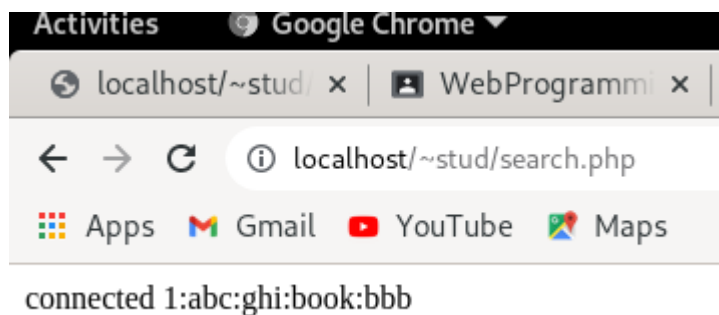 Activities Google Chrome
localhost/~stud/ × WebProgrammi ×
localhost/~stud/search.php
Apps Gmail YouTube Maps
connected 1:abc:ghi:book:bbb